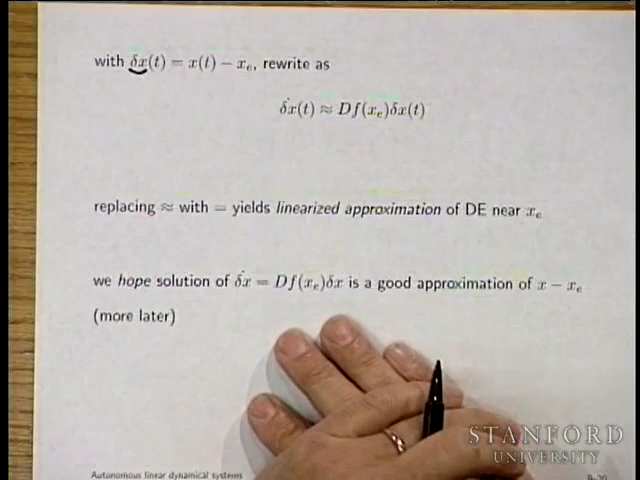 with δx(t) = x(t) − xₑ, rewrite as
δẋ(t) ≈ Df(xₑ)δx(t)
replacing ≈ with = yields linearized approximation of DE near xₑ
we hope solution of δẋ = Df(xₑ)δx is a good approximation of x − xₑ
(more later)
STANFORD
UNIVERSITY
Autonomous linear dynamical systems